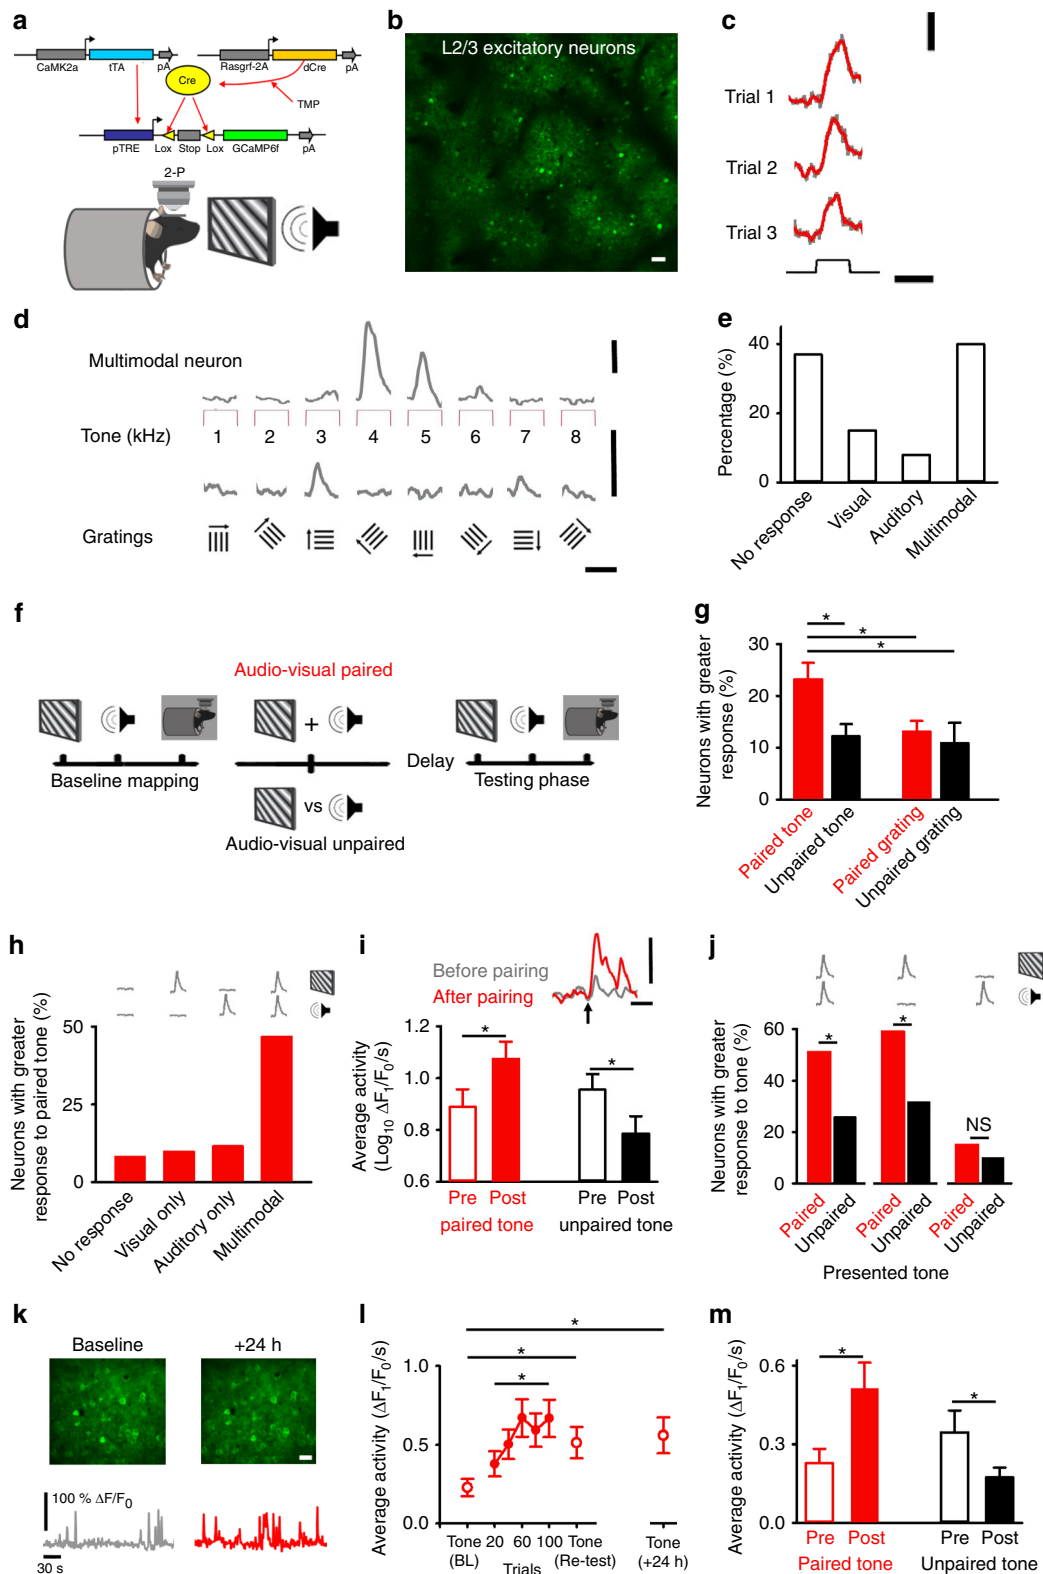 a
CaMK2a
tTA
pA
Rasgrf-2A
dCre
pA
Cre
TMP
pTRE
Lox
Stop
Lox
GCaMP6f
pA
2-P
b
L2/3 excitatory neurons
c
Trial 1
Trial 2
Trial 3
d
Multimodal neuron
Tone (kHz)
1 2 3 4 5 6 7 8
Gratings
e
Percentage (%)
40
20
0
No response
Visual
Auditory
Multimodal
f
Audio-visual paired
+
Baseline mapping
Delay
Testing phase
vs
Audio-visual unpaired
g
Neurons with greater
response (%)
30
20
10
0
*
*
*
Paired tone
Unpaired tone
Paired grating
Unpaired grating
h
Neurons with greater
response to paired tone (%)
50
25
0
No response
Visual only
Auditory only
Multimodal
i
Before pairing
After pairing
Average activity
(Log10 ΔF1/F0/s)
1.2
1.0
0.8
0.6
*
*
Pre Post
paired tone
Pre Post
unpaired tone
j
Neurons with greater
response to tone (%)
60
40
20
0
*
*
NS
Paired
Unpaired
Paired
Unpaired
Paired
Unpaired
Presented tone
k
Baseline
+24 h
100 % ΔF/F0
30 s
l
Average activity (ΔF1/F0/s)
1.0
0.5
0.0
*
*
*
Tone
(BL)
20 60 100
Trials
Tone
(Re-test)
Tone
(+24 h)
m
Average activity (ΔF1/F0/s)
0.6
0.3
0.0
*
*
Pre Post
Paired tone
Pre Post
Unpaired tone